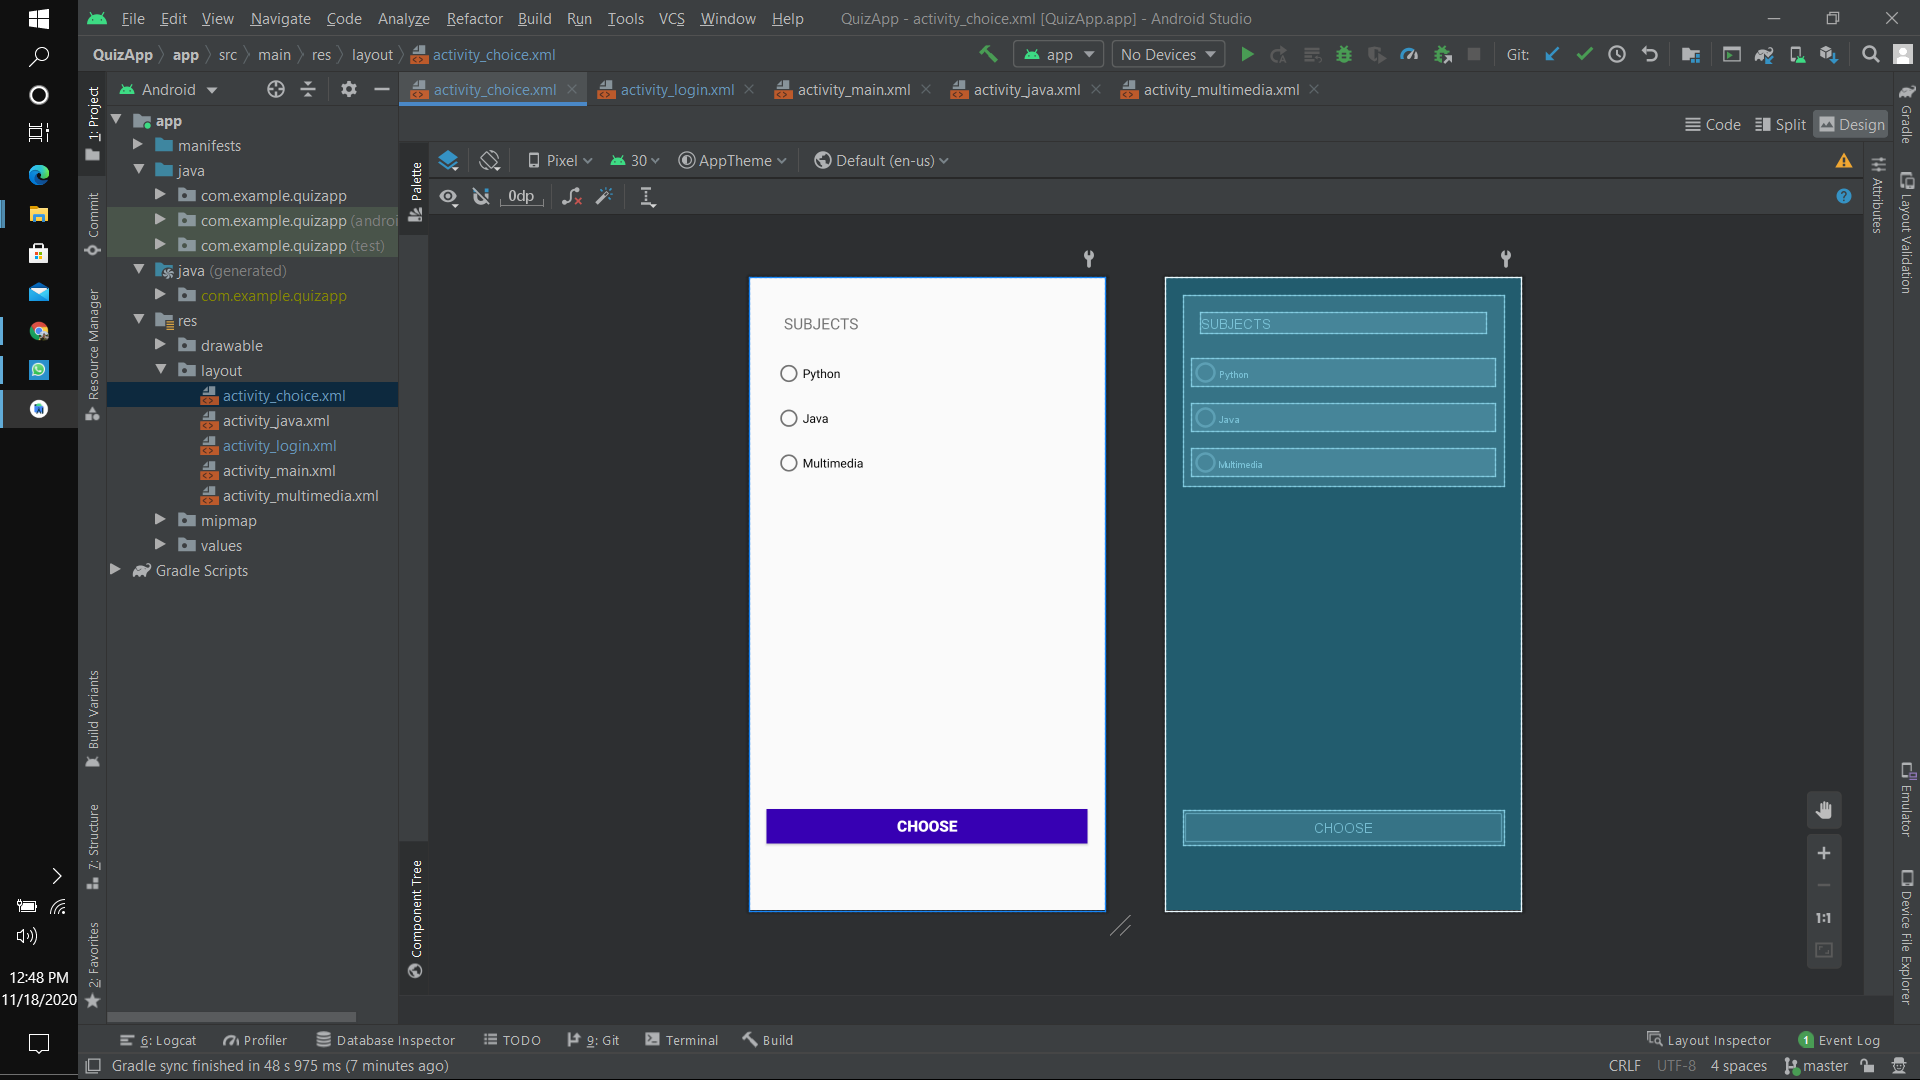 File Edit View Navigate Code Analyze Refactor Build Run Tools VCS Window Help QuizApp - activity_choice.xml [QuizApp.app] - Android Studio
QuizApp app src main res layout activity_choice.xml app No Devices Git:
1: Project
Commit
Resource Manager
Build Variants
7: Structure
2: Favorites
Android
app
manifests
java
com.example.quizapp
com.example.quizapp (androi
com.example.quizapp (test)
java (generated)
com.example.quizapp
res
drawable
layout
activity_choice.xml
activity_java.xml
activity_login.xml
activity_main.xml
activity_multimedia.xml
mipmap
values
Gradle Scripts
activity_choice.xml activity_login.xml activity_main.xml activity_java.xml activity_multimedia.xml
Code Split Design
Palette
Pixel 30 AppTheme Default (en-us)
0dp
Component Tree
SUBJECTS
Python
Java
Multimedia
CHOOSE
SUBJECTS
Python
Java
Multimedia
CHOOSE
1:1
Attributes
Gradle
Layout Validation
Emulator
Device File Explorer
12:48 PM
11/18/2020
6: Logcat Profiler Database Inspector TODO 9: Git Terminal Build Layout Inspector 1 Event Log
Gradle sync finished in 48 s 975 ms (7 minutes ago) CRLF UTF-8 4 spaces master